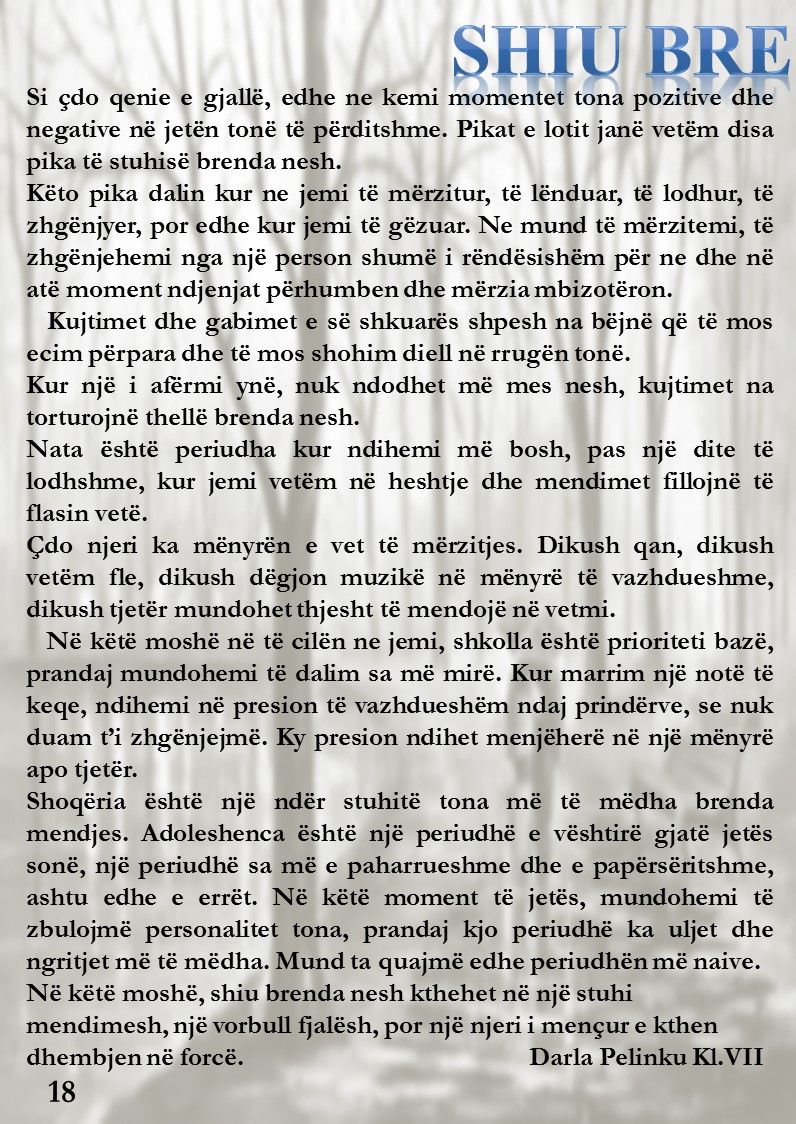 SHIU BRE
Si çdo qenie e gjallë, edhe ne kemi momentet tona pozitive dhe
negative në jetën tonë të përditshme. Pikat e lotit janë vetëm disa
pika të stuhisë brenda nesh.
Këto pika dalin kur ne jemi të mërzitur, të lënduar, të lodhur, të
zhgënjyer, por edhe kur jemi të gëzuar. Ne mund të mërzitemi, të
zhgënjehemi nga një person shumë i rëndësishëm për ne dhe në
atë moment ndjenjat përhumben dhe mërzia mbizotëron.
Kujtimet dhe gabimet e së shkuarës shpesh na bëjnë që të mos
ecim përpara dhe të mos shohim diell në rrugën tonë.
Kur një i afërmi ynë, nuk ndodhet më mes nesh, kujtimet na
torturojnë thellë brenda nesh.
Nata është periudha kur ndihemi më bosh, pas një dite të
lodhshme, kur jemi vetëm në heshtje dhe mendimet fillojnë të
flasin vetë.
Çdo njeri ka mënyrën e vet të mërzitjes. Dikush qan, dikush
vetëm fle, dikush dëgjon muzikë në mënyrë të vazhdueshme,
dikush tjetër mundohet thjesht të mendojë në vetmi.
Në këtë moshë në të cilën ne jemi, shkolla është prioriteti bazë,
prandaj mundohemi të dalim sa më mirë. Kur marrim një notë të
keqe, ndihemi në presion të vazhdueshëm ndaj prindërve, se nuk
duam t’i zhgënjejmë. Ky presion ndihet menjëherë në një mënyrë
apo tjetër.
Shoqëria është një ndër stuhitë tona më të mëdha brenda
mendjes. Adoleshenca është një periudhë e vështirë gjatë jetës
sonë, një periudhë sa më e paharrueshme dhe e papërsëritshme,
ashtu edhe e errët. Në këtë moment të jetës, mundohemi të
zbulojmë personalitet tona, prandaj kjo periudhë ka uljet dhe
ngritjet më të mëdha. Mund ta quajmë edhe periudhën më naive.
Në këtë moshë, shiu brenda nesh kthehet në një stuhi
mendimesh, një vorbull fjalësh, por një njeri i mençur e kthen
dhembjen në forcë. Darla Pelinku Kl.VII
18